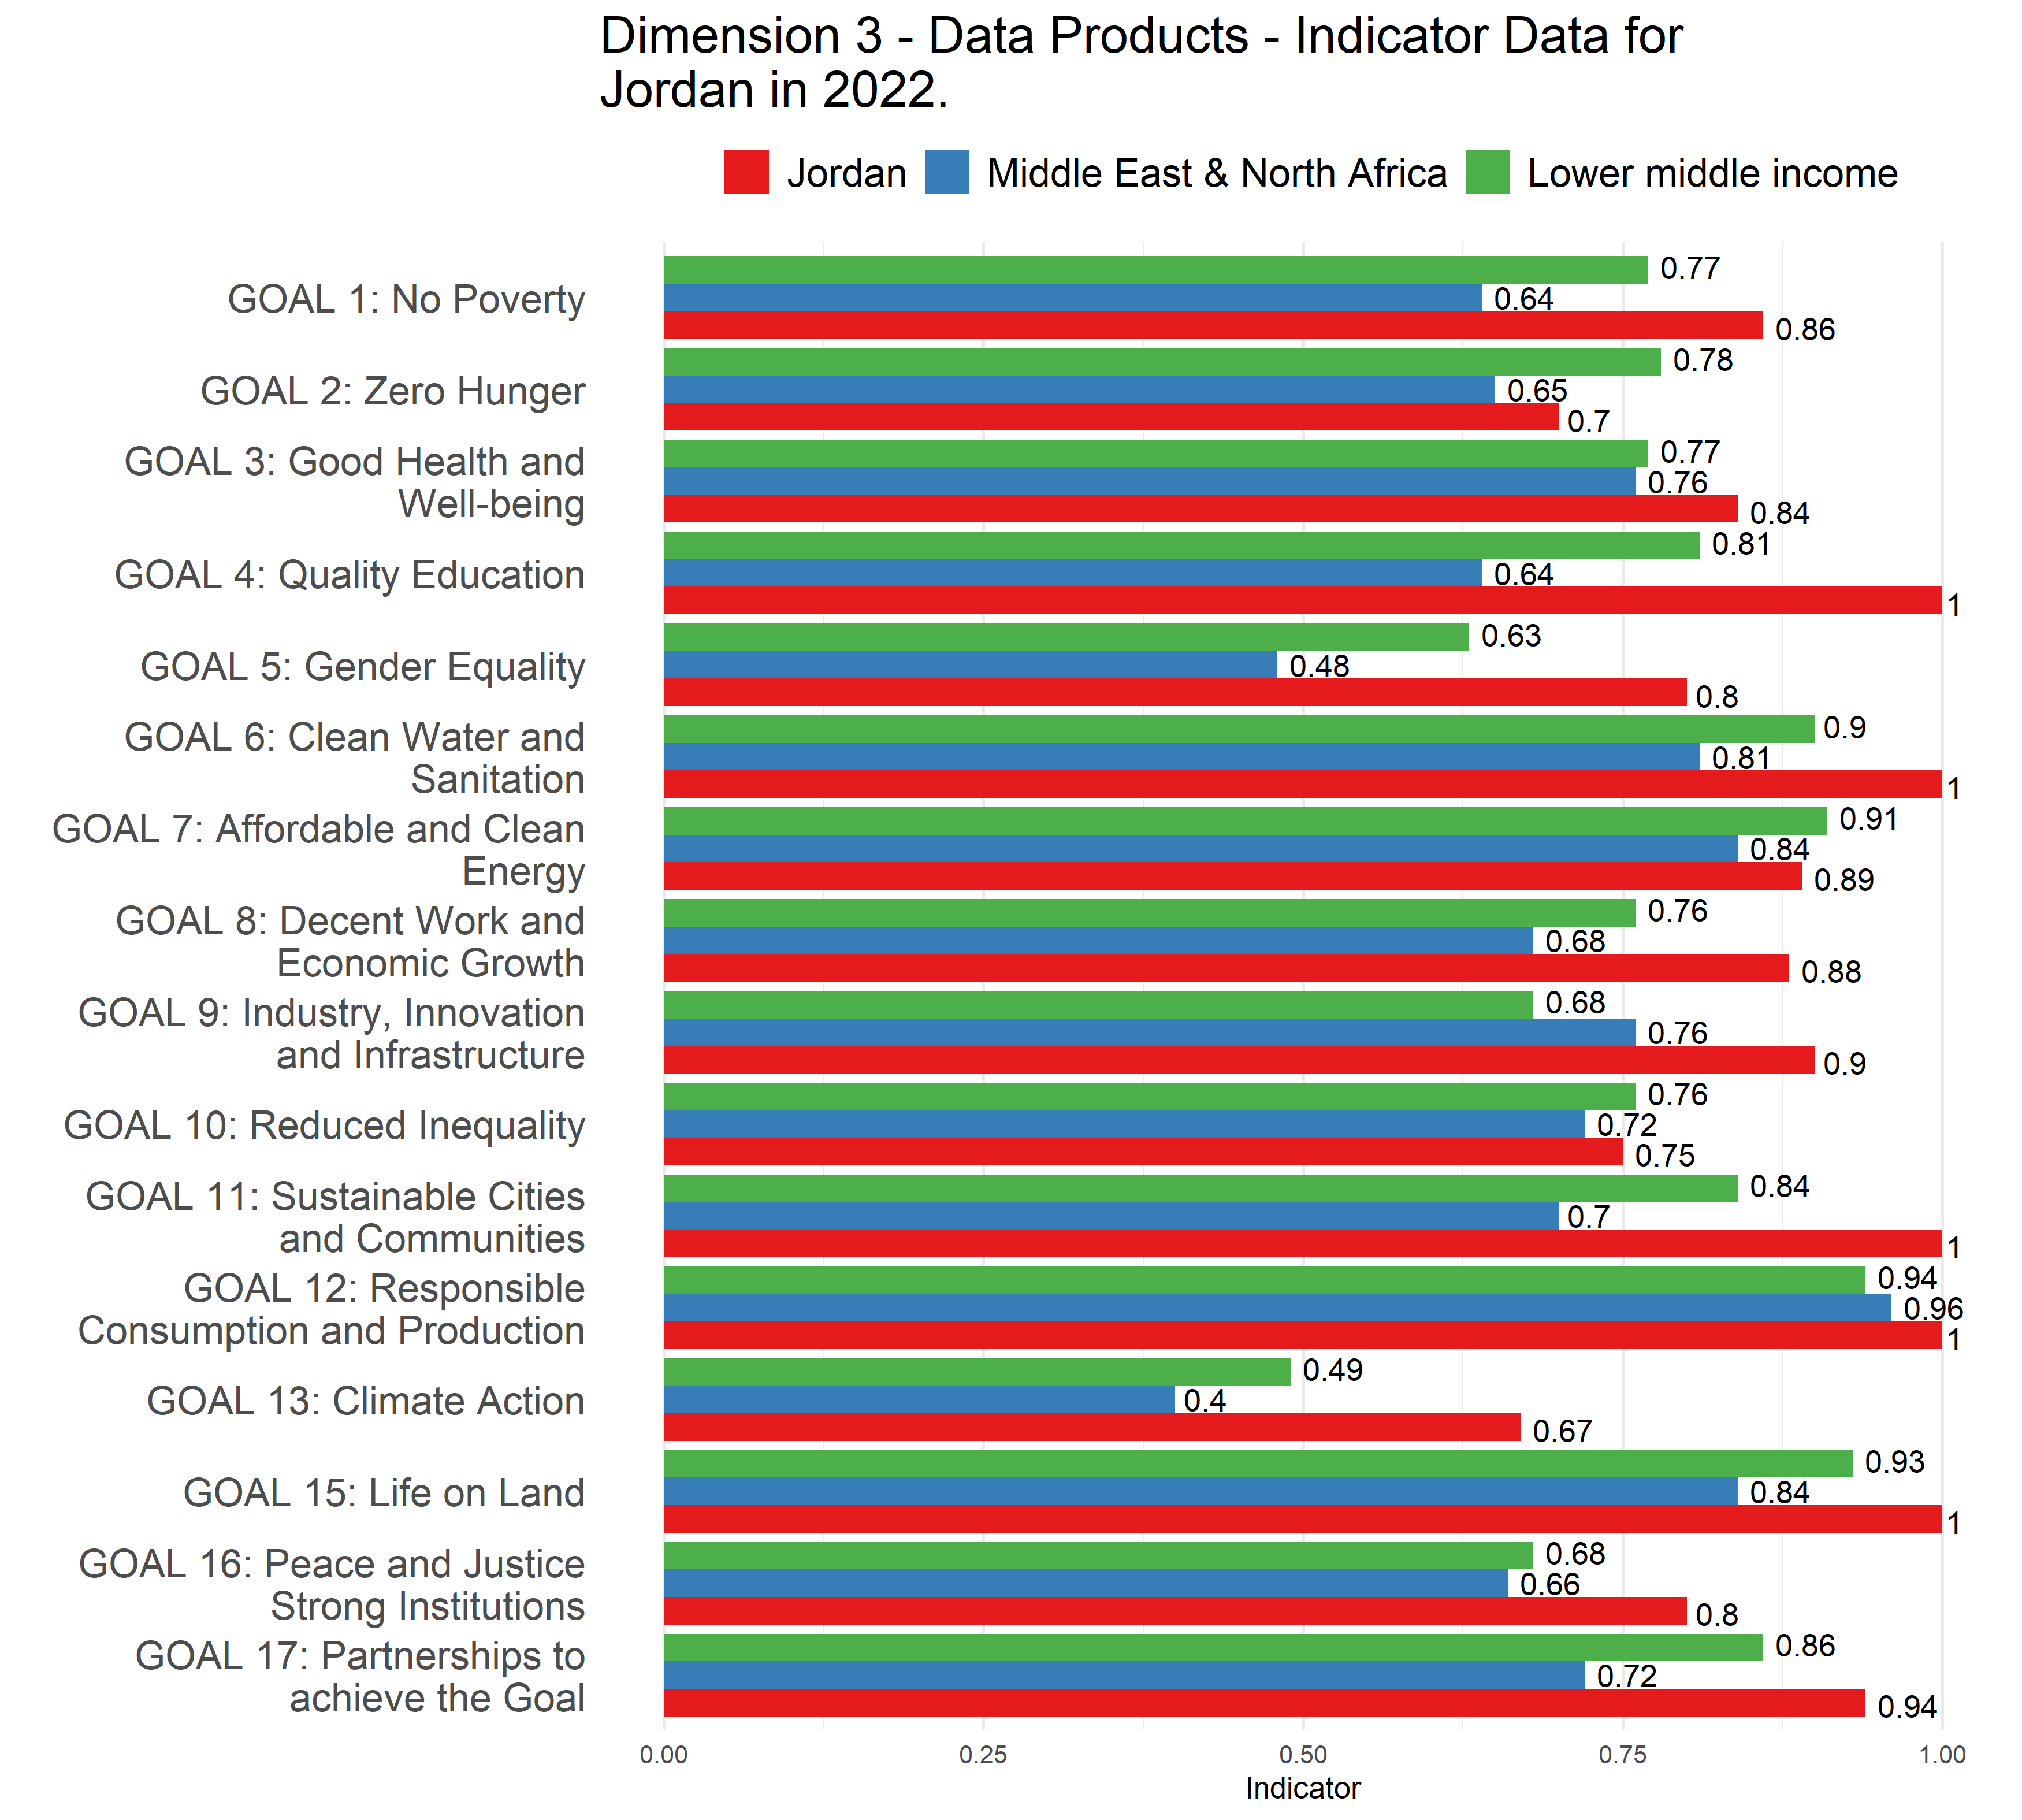 Dimension 3 - Data Products - Indicator Data for
Jordan in 2022.
Jordan Middle East & North Africa Lower middle income
GOAL 1: No Poverty
0.77
0.64
0.86
GOAL 2: Zero Hunger
0.78
0.65
0.7
GOAL 3: Good Health and
Well-being
0.77
0.76
0.84
GOAL 4: Quality Education
0.81
0.64
1
GOAL 5: Gender Equality
0.63
0.48
0.8
GOAL 6: Clean Water and
Sanitation
0.9
0.81
1
GOAL 7: Affordable and Clean
Energy
0.91
0.84
0.89
GOAL 8: Decent Work and
Economic Growth
0.76
0.68
0.88
GOAL 9: Industry, Innovation
and Infrastructure
0.68
0.76
0.9
GOAL 10: Reduced Inequality
0.76
0.72
0.75
GOAL 11: Sustainable Cities
and Communities
0.84
0.7
1
GOAL 12: Responsible
Consumption and Production
0.94
0.96
1
GOAL 13: Climate Action
0.49
0.4
0.67
GOAL 15: Life on Land
0.93
0.84
1
GOAL 16: Peace and Justice
Strong Institutions
0.68
0.66
0.8
GOAL 17: Partnerships to
achieve the Goal
0.86
0.72
0.94
0.00 0.25 0.50 0.75 1.00
Indicator